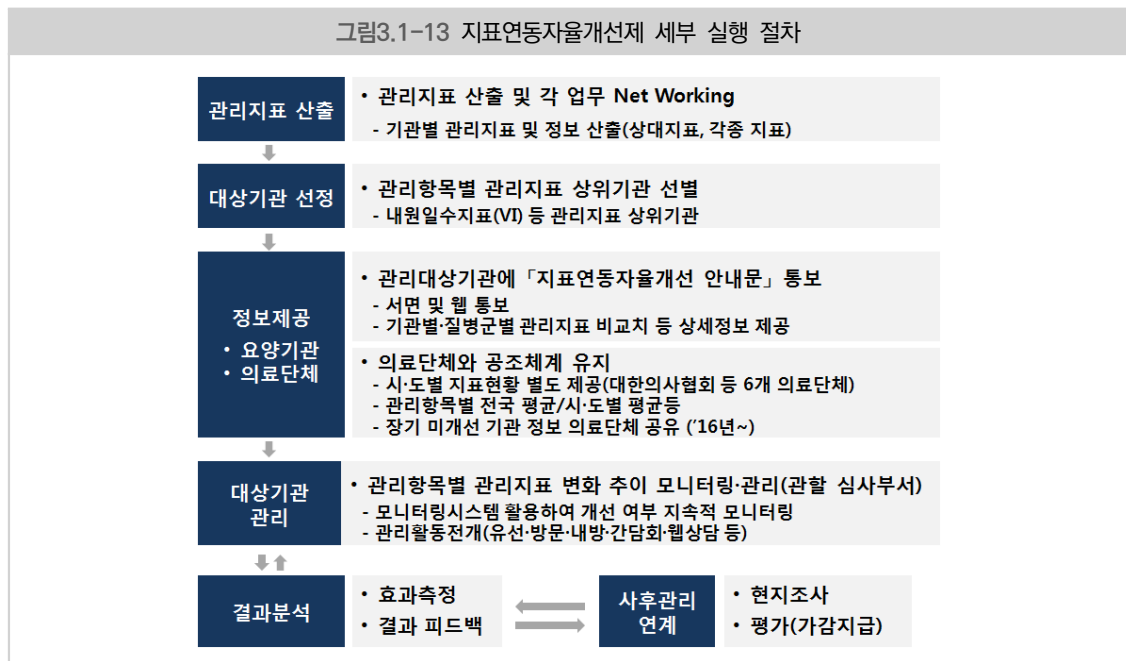 그림3.1-13 지표연동자율개선제 세부 실행 절차
관리지표 산출
• 관리지표 산출 및 각 업무 Net Working
- 기관별 관리지표 및 정보 산출(상대지표, 각종 지표)
대상기관 선정
• 관리항목별 관리지표 상위기관 선별
- 내원일수지표(VI) 등 관리지표 상위기관
정보제공
• 요양기관
• 의료단체
• 관리대상기관에「지표연동자율개선 안내문」통보
- 서면 및 웹 통보
- 기관별·질병군별 관리지표 비교치 등 상세정보 제공
• 의료단체와 공조체계 유지
- 시·도별 지표현황 별도 제공(대한의사협회 등 6개 의료단체)
- 관리항목별 전국 평균/시·도별 평균등
- 장기 미개선 기관 정보 의료단체 공유 ('16년~)
대상기관
관리
• 관리항목별 관리지표 변화 추이 모니터링·관리(관할 심사부서)
- 모니터링시스템 활용하여 개선 여부 지속적 모니터링
- 관리활동전개(유선·방문·내방·간담회·웹상담 등)
결과분석
• 효과측정
• 결과 피드백
사후관리
연계
• 현지조사
• 평가(가감지급)